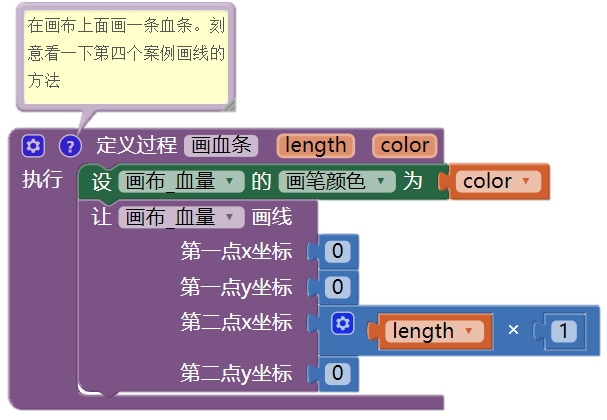 在画布上面画一条血条。刻
意看一下第四个案例画线的
方法
? 定义过程 画血条 length color
执行 设 画布_血量 的 画笔颜色 为 color
让 画布_血量 画线
第一点x坐标 0
第一点y坐标 0
第二点x坐标 length × 1
第二点y坐标 0